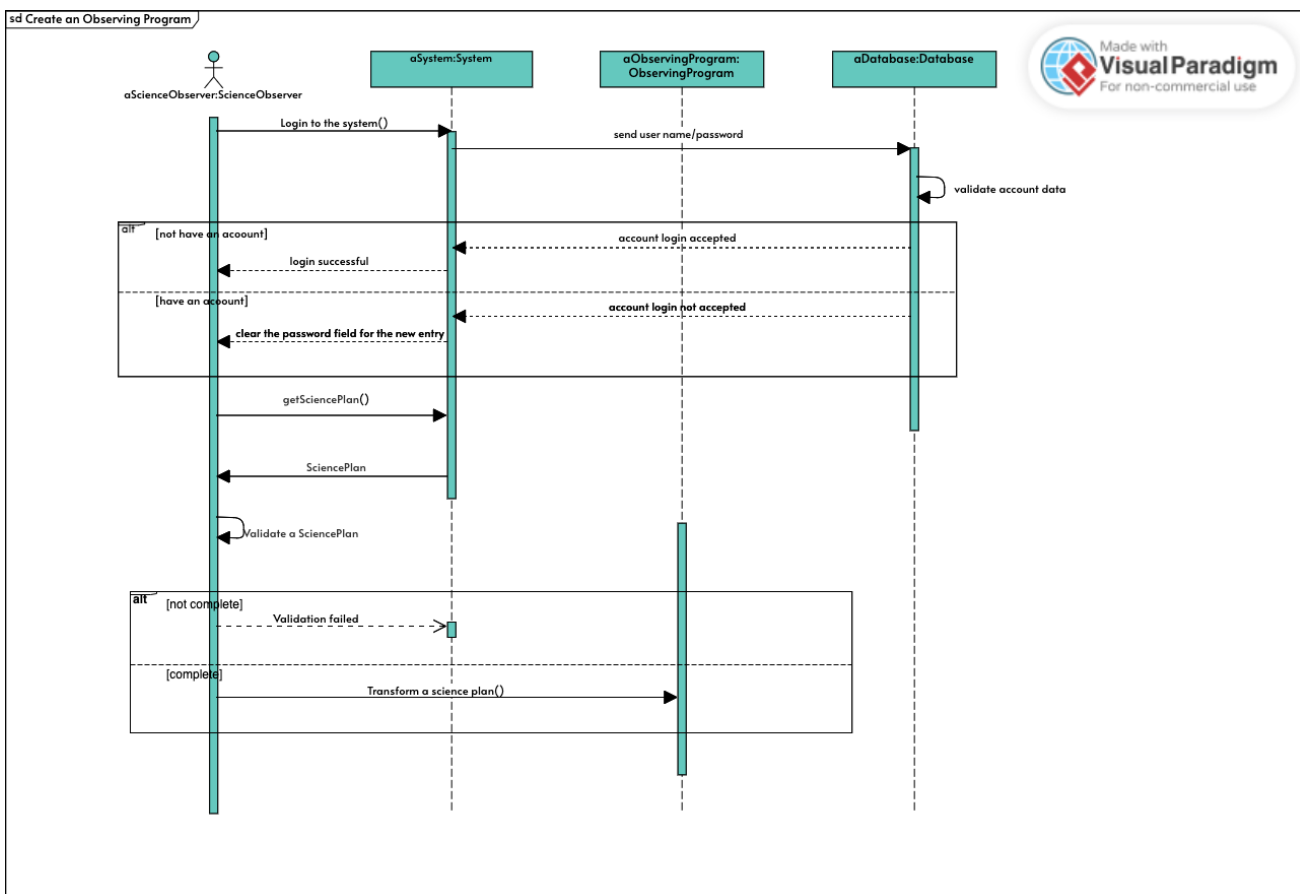 sd Create an Observing Program
Made with
Visual Paradigm
For non-commercial use
aScienceObserver:ScienceObserver
aSystem:System
aObservingProgram:
ObservingProgram
aDatabase:Database
Login to the system()
send user name/password
validate account data
alt
[not have an acoount]
account login accepted
login successful
[have an acoount]
account login not accepted
clear the password field for the new entry
getSciencePlan()
SciencePlan
Validate a SciencePlan
alt
[not complete]
Validation failed
[complete]
Transform a science plan()